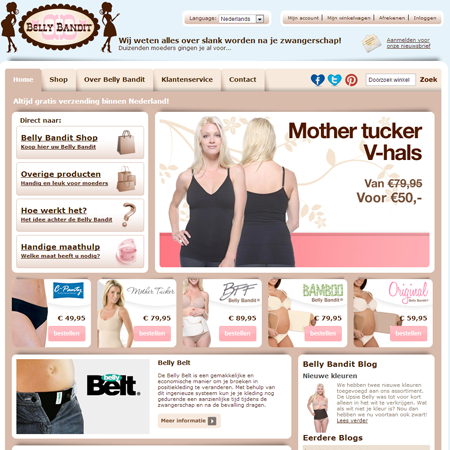 BELLY BANDIT
Language: Nederlands
Mijn account | Mijn winkelwagen | Afrekenen | Inloggen
Wij weten alles over slank worden na je zwangerschap!
Duizenden moeders gingen je al voor...
Aanmelden voor
onze nieuwsbrief
Home
Shop
Over Belly Bandit
Klantenservice
Contact
Doorzoek winkel
Zoek
Altijd gratis verzending binnen Nederland!
Direct naar:
Belly Bandit Shop
Koop hier uw Belly Bandit
Overige producten
Handig en leuk voor moeders
Hoe werkt het?
Het idee achter de Belly Bandit
Handige maathulp
Welke maat heeft u nodig?
Mother tucker
V-hals
Van €79,95
Voor €50,-
C-Panty
€ 49,95
bestellen
Mother Tucker
€ 79,95
bestellen
BFF
Belly Bandit
€ 89,95
bestellen
BAMBOO
Belly Bandit
€ 79,95
bestellen
Original
Belly Bandit
€ 59,95
bestellen
belly
Belt.
Belly Belt
De Belly Belt is een gemakkelijke en
economische manier om je broeken in
positiekleding te veranderen. Met behulp van
dit ingenieuze systeem kun je je kleding nog
gedurende een aanzienlijk tijd tijdens de
zwangerschap en na de bevalling dragen.
Meer informatie
Belly Bandit Blog
Nieuwe kleuren
We hebben twee nieuwe kleuren
toegevoegd aan ons assortiment.
De Uppie Belly was tot voor kort
alleen in het wit te verkrijgen. Wat
als wit niet je kleur is? Nou dan
hebben we nu voortaan ook zwart!
Lees verder
Eerdere Blogs